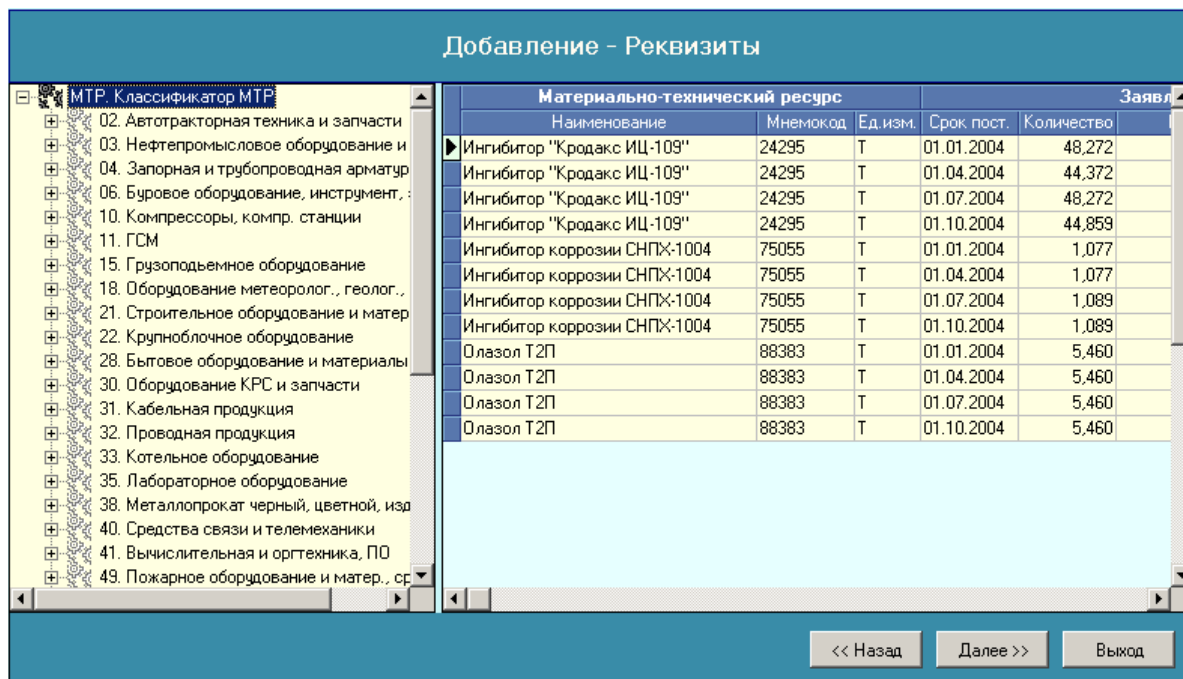 Добавление - Реквизиты
МТР. Классификатор МТР
02. Автотракторная техника и запчасти
03. Нефтепромысловое оборудование и
04. Запорная и трубопроводная арматур
06. Буровое оборудование, инструмент,
10. Компрессоры, компр. станции
11. ГСМ
15. Грузоподьемное оборудование
18. Оборудование метеоролог., геолог.,
21. Строительное оборудование и матер
22. Крупноблочное оборудование
28. Бытовое оборудование и материалы
30. Оборудование КРС и запчасти
31. Кабельная продукция
32. Проводная продукция
33. Котельное оборудование
35. Лабораторное оборудование
38. Металлопрокат черный, цветной, изд
40. Средства связи и телемеханики
41. Вычислительная и оргтехника, ПО
49. Пожарное оборудование и матер., ср
Материально-технический ресурс Заявл
Наименование Мнемокод Ед.изм. Срок пост. Количество
Ингибитор "Кродакс ИЦ-109" 24295 Т 01.01.2004 48,272
Ингибитор "Кродакс ИЦ-109" 24295 Т 01.04.2004 44,372
Ингибитор "Кродакс ИЦ-109" 24295 Т 01.07.2004 48,272
Ингибитор "Кродакс ИЦ-109" 24295 Т 01.10.2004 44,859
Ингибитор коррозии СНПХ-1004 75055 Т 01.01.2004 1,077
Ингибитор коррозии СНПХ-1004 75055 Т 01.04.2004 1,077
Ингибитор коррозии СНПХ-1004 75055 Т 01.07.2004 1,089
Ингибитор коррозии СНПХ-1004 75055 Т 01.10.2004 1,089
Олазол Т2П 88383 Т 01.01.2004 5,460
Олазол Т2П 88383 Т 01.04.2004 5,460
Олазол Т2П 88383 Т 01.07.2004 5,460
Олазол Т2П 88383 Т 01.10.2004 5,460
<< Назад Далее >> Выход